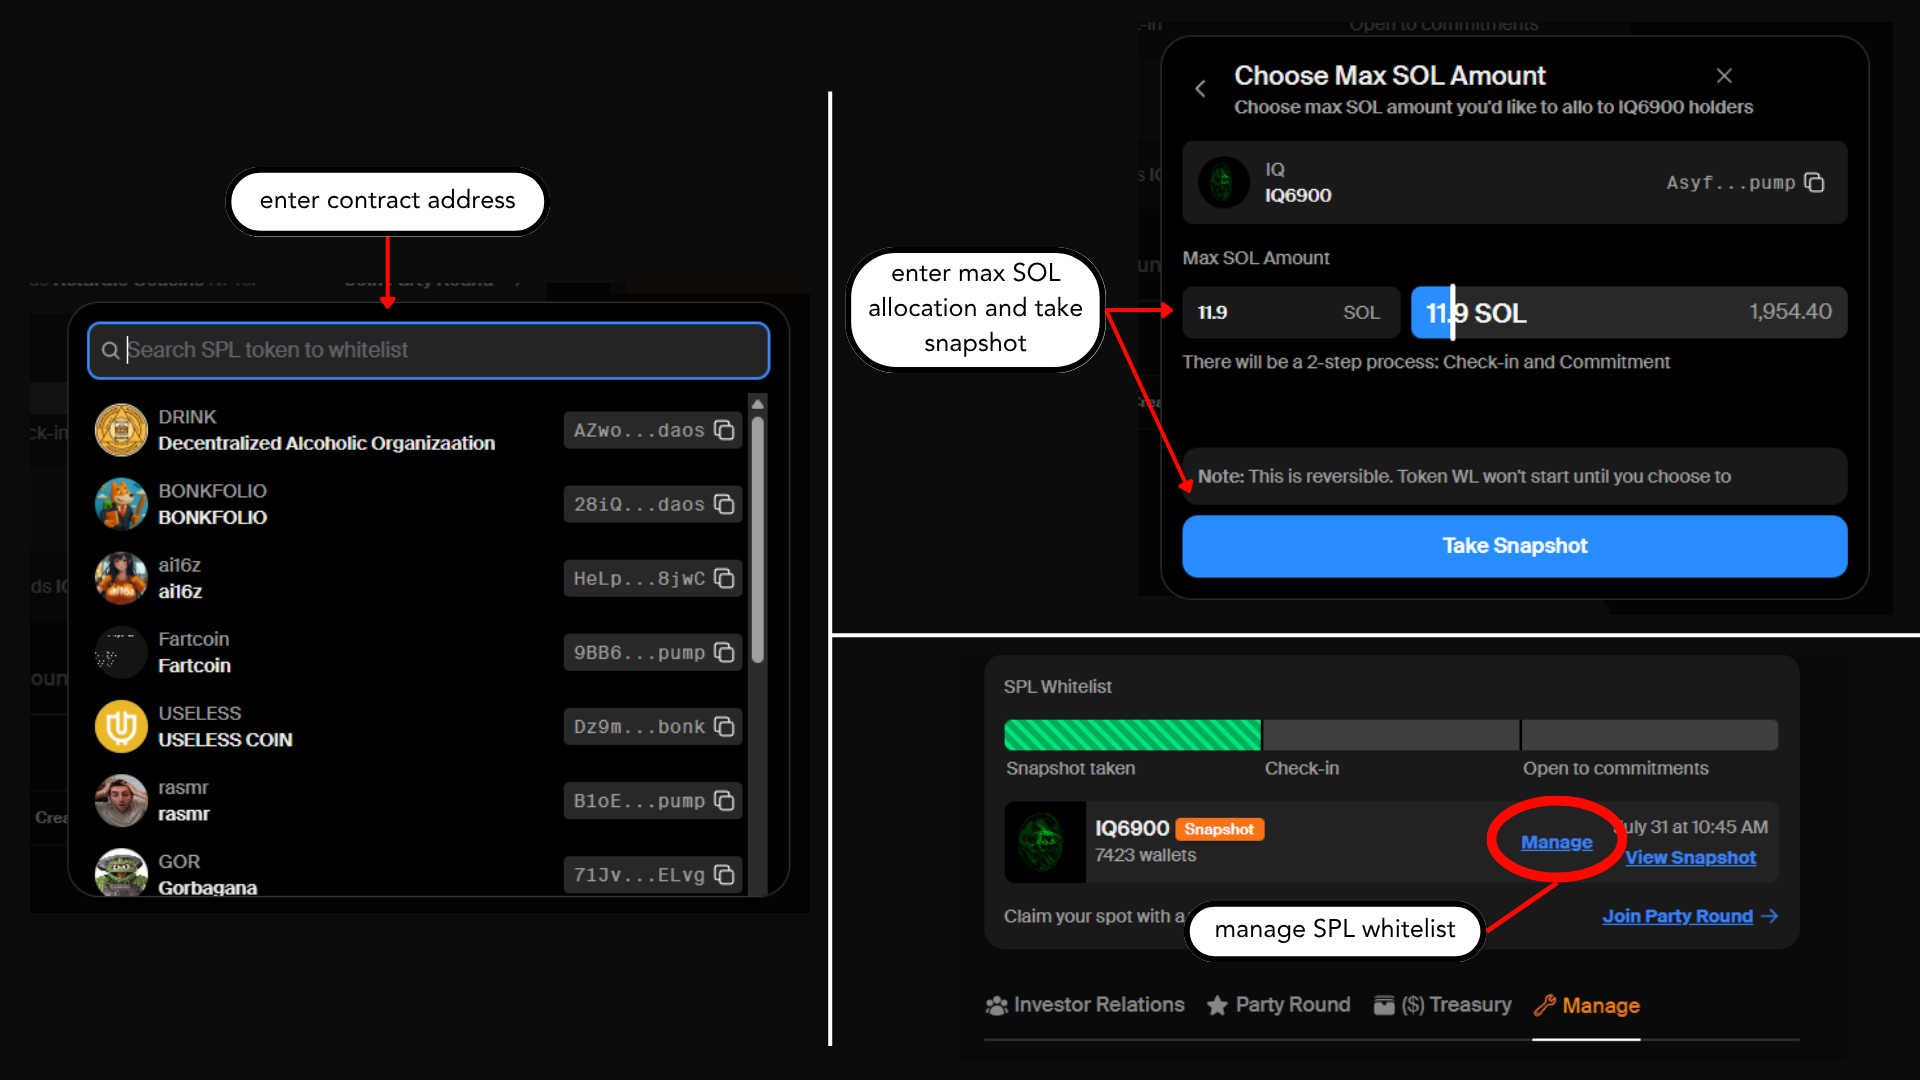 enter contract address
Search SPL token to whitelist
DRINK
Decentralized Alcoholic Organizaation
AZwo...daos
BONKFOLIO
BONKFOLIO
28iQ...daos
ai16z
ai16z
HeLp...8jwC
Fartcoin
Fartcoin
9BB6...pump
USELESS
USELESS COIN
Dz9m...bonk
rasmr
rasmr
B1oE...pump
GOR
Gorbagana
71Jv...ELvg
Choose Max SOL Amount
Choose max SOL amount you'd like to allo to IQ6900 holders
IQ
IQ6900
Asyf...pump
enter max SOL
allocation and take
snapshot
Max SOL Amount
11.9 SOL
11.9 SOL
1,954.40
There will be a 2-step process: Check-in and Commitment
Note: This is reversible. Token WL won't start until you choose to
Take Snapshot
SPL Whitelist
Snapshot taken
Check-in
Open to commitments
IQ6900 Snapshot
7423 wallets
Manage
July 31 at 10:45 AM
View Snapshot
Claim your spot with a
Join Party Round
manage SPL whitelist
Investor Relations
Party Round
($) Treasury
Manage